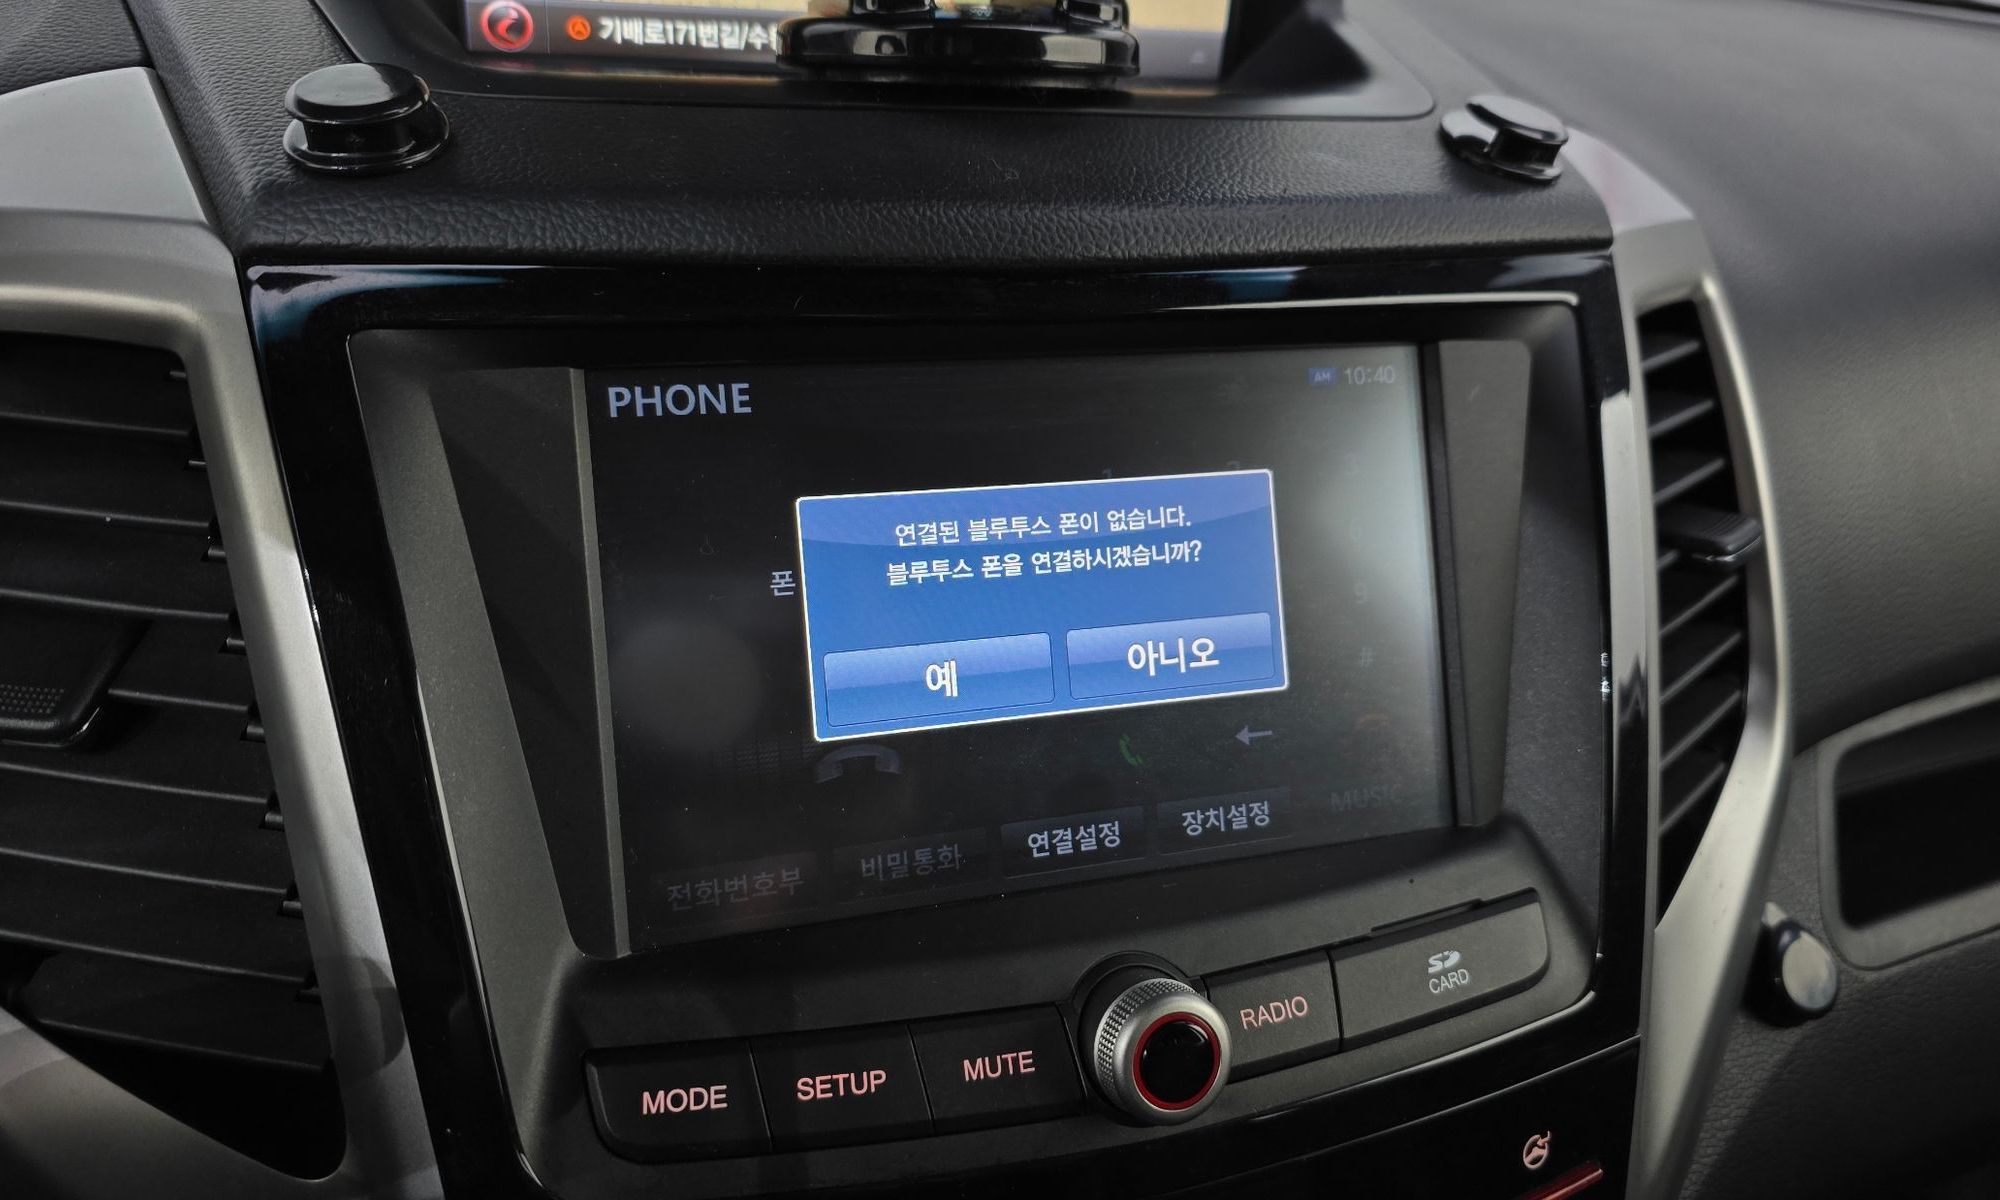 기배로171번길/수
PHONE
AM 10:40
연결된 블루투스 폰이 없습니다.
블루투스 폰을 연결하시겠습니까?
폰
예
아니오
#
전화번호부
비밀통화
연결설정
장치설정
MUSIC
MODE
SETUP
MUTE
RADIO
SD
CARD